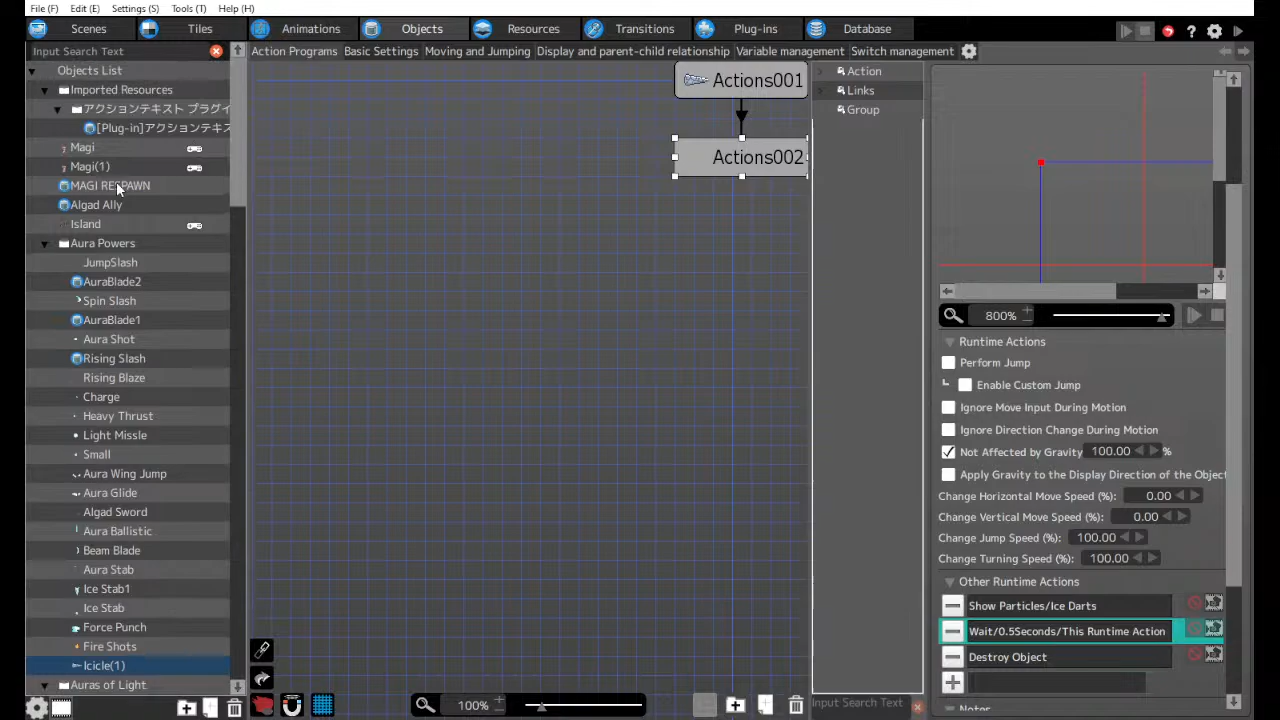 File (F) Edit (E) Settings (S) Tools (T) Help (H)
Scenes Tiles Animations Objects Resources Transitions Plug-ins Database
Input Search Text Action Programs Basic Settings Moving and Jumping Display and parent-child relationship Variable management Switch management
Objects List
Imported Resources
アクションテキスト プラグイ
[Plug-in]アクションテキス
Magi
Magi(1)
MAGI RESPAWN
Algad Ally
Island
Aura Powers
JumpSlash
AuraBlade2
Spin Slash
AuraBlade1
Aura Shot
Rising Slash
Rising Blaze
Charge
Heavy Thrust
Light Missle
Small
Aura Wing Jump
Aura Glide
Algad Sword
Aura Ballistic
Beam Blade
Aura Stab
Ice Stab1
Ice Stab
Force Punch
Fire Shots
Icicle(1)
Auras of Light
Actions001
Actions002
100%
Action
Links
Group
Input Search Text
800%
Runtime Actions
Perform Jump
Enable Custom Jump
Ignore Move Input During Motion
Ignore Direction Change During Motion
Not Affected by Gravity 100.00 %
Apply Gravity to the Display Direction of the Object
Change Horizontal Move Speed (%): 0.00
Change Vertical Move Speed (%): 0.00
Change Jump Speed (%): 100.00
Change Turning Speed (%): 100.00
Other Runtime Actions
Show Particles/Ice Darts
Wait/0.5Seconds/This Runtime Action
Destroy Object
Notes